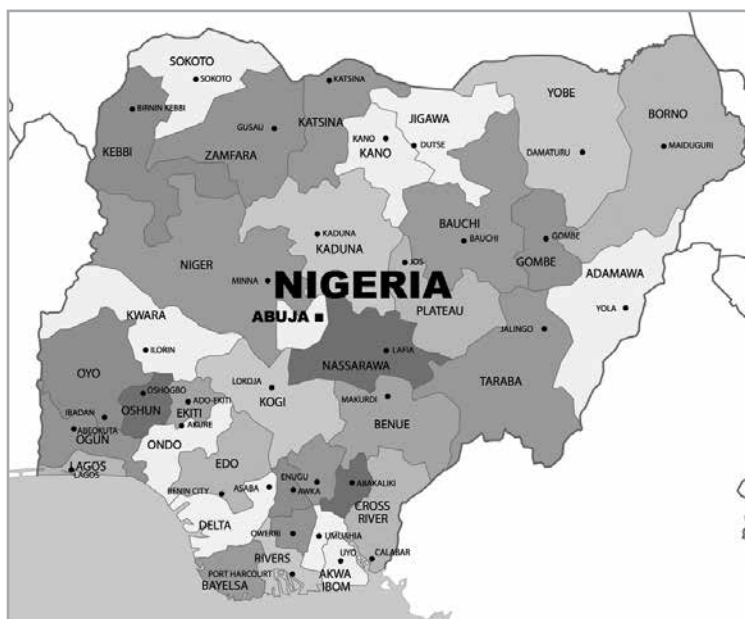 SOKOTO
SOKOTO
KATSINA
BIRNIN KEBBI
GUSAU
KATSINA
KEBBI
ZAMFARA
JIGAWA
KANO
KANO
DUTSE
YOBE
BORNO
DAMATURU
MAIDUGURI
KADUNA
KADUNA
BAUCHI
BAUCHI
GOMBE
GOMBE
NIGER
MINNA
JOS
ADAMAWA
NIGERIA
ABUJA
PLATEAU
YOLA
JALINGO
KWARA
ILORIN
LAFIA
NASSARAWA
TARABA
OYO
OSHOGBO
OSHUN
ADO-EKITI
EKITI
LOKOJA
KOGI
MAKURDI
BENUE
IBADAN
ABEOKUTA
OGUN
AKURE
ONDO
LAGOS
LAGOS
EDO
BENIN CITY
ASABA
ENUGU
AWKA
ABAKALIKI
CROSS
RIVER
DELTA
OWERRI
UMUAHIA
UYO
CALABAR
RIVERS
PORT HARCOURT
BAYELSA
AKWA
IBOM